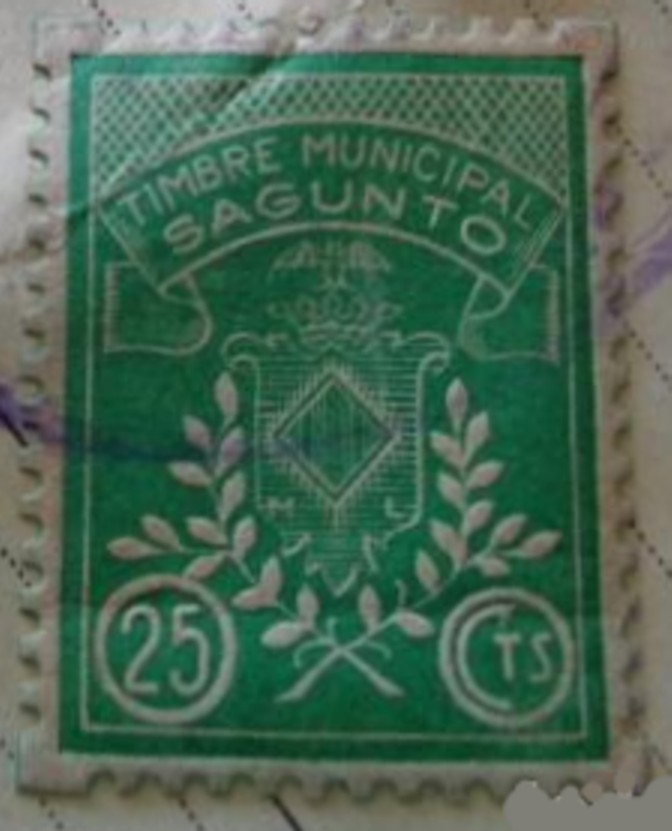 TIMBRE MUNICIPAL
SAGUNTO
M L
25 CTS